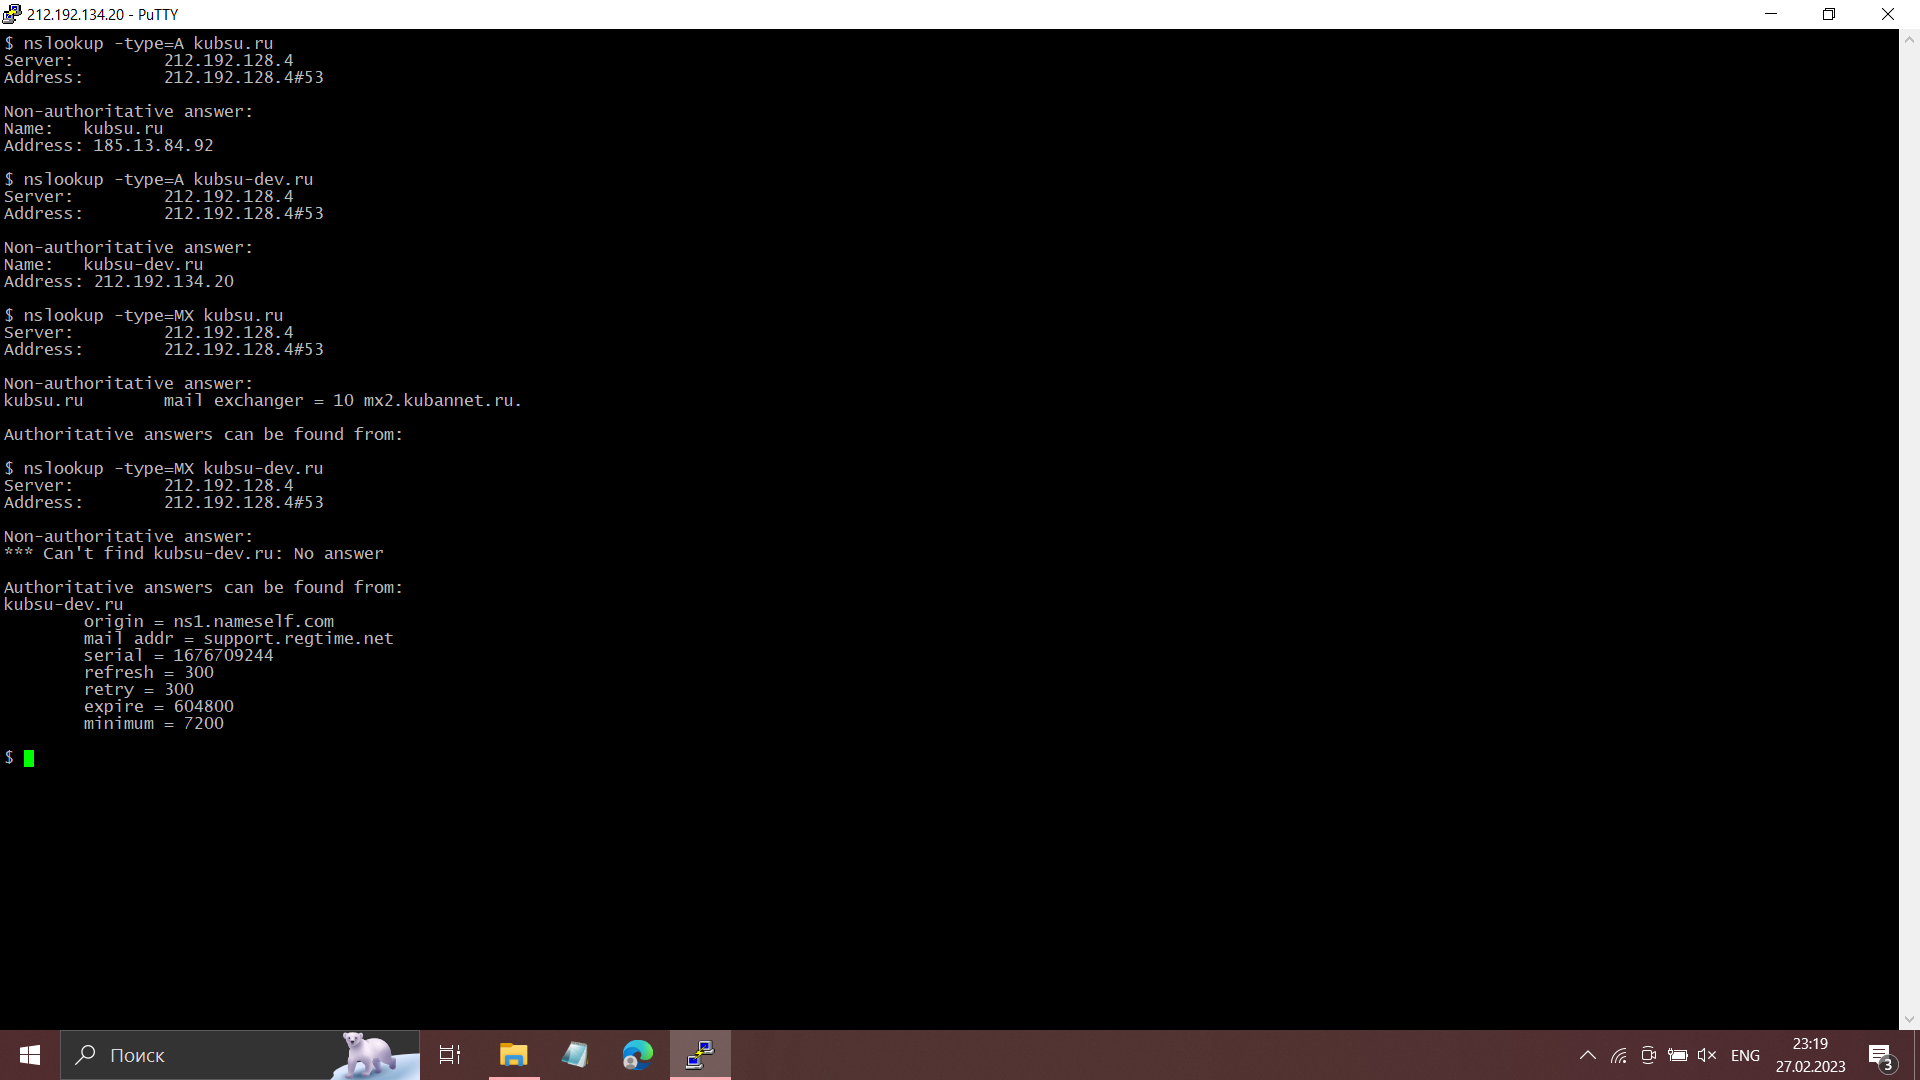 212.192.134.20 - PuTTY
$ nslookup -type=A kubsu.ru
Server:         212.192.128.4
Address:        212.192.128.4#53

Non-authoritative answer:
Name:   kubsu.ru
Address: 185.13.84.92

$ nslookup -type=A kubsu-dev.ru
Server:         212.192.128.4
Address:        212.192.128.4#53

Non-authoritative answer:
Name:   kubsu-dev.ru
Address: 212.192.134.20

$ nslookup -type=MX kubsu.ru
Server:         212.192.128.4
Address:        212.192.128.4#53

Non-authoritative answer:
kubsu.ru        mail exchanger = 10 mx2.kubannet.ru.

Authoritative answers can be found from:

$ nslookup -type=MX kubsu-dev.ru
Server:         212.192.128.4
Address:        212.192.128.4#53

Non-authoritative answer:
*** Can't find kubsu-dev.ru: No answer

Authoritative answers can be found from:
kubsu-dev.ru
        origin = ns1.nameself.com
        mail addr = support.regtime.net
        serial = 1676709244
        refresh = 300
        retry = 300
        expire = 604800
        minimum = 7200

$
Поиск
ENG
23:19
27.02.2023
3